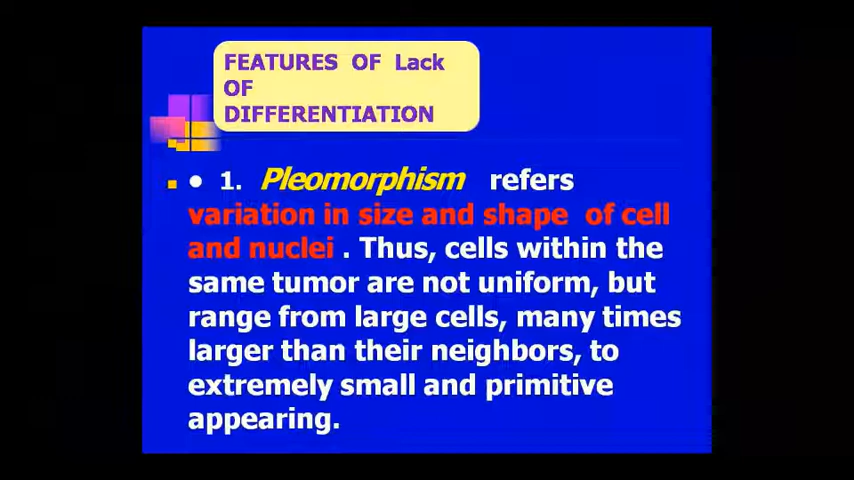 FEATURES OF Lack
OF
DIFFERENTIATION
• 1. Pleomorphism refers
variation in size and shape of cell
and nuclei . Thus, cells within the
same tumor are not uniform, but
range from large cells, many times
larger than their neighbors, to
extremely small and primitive
appearing.